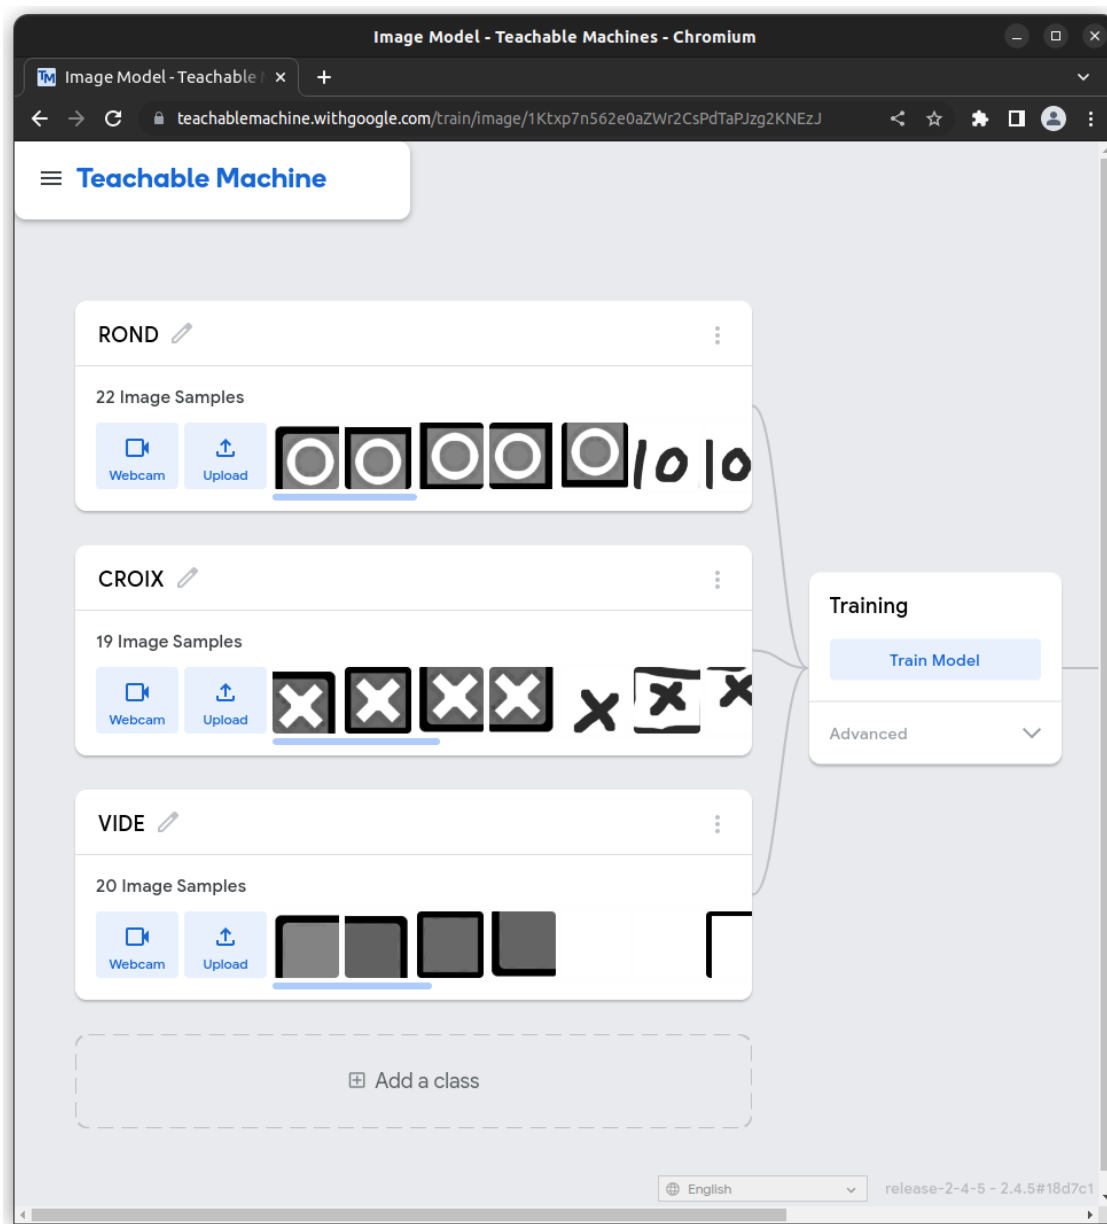 Image Model - Teachable Machines - Chromium
TM Image Model - Teachable
teachablemachine.withgoogle.com/train/image/1Ktxp7n562e0aZWr2CsPdTaPJzg2KNEzJ
Teachable Machine
ROND
22 Image Samples
Webcam
Upload
CROIX
19 Image Samples
Webcam
Upload
VIDE
20 Image Samples
Webcam
Upload
Add a class
Training
Train Model
Advanced
English
release-2-4-5 - 2.4.5#18d7c1